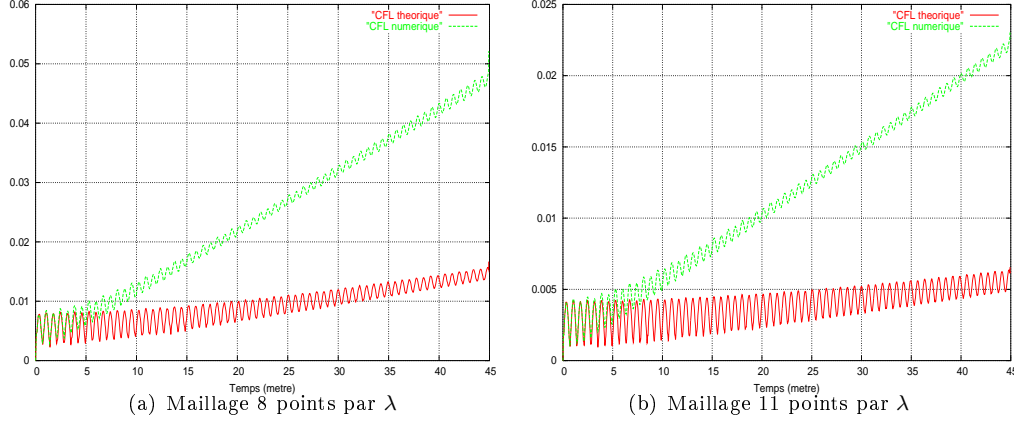 0.06
0.05
0.04
0.03
0.02
0.01
0
"CFL theorique"
"CFL numerique"
0 5 10 15 20 25 30 35 40 45
Temps (metre)
(a) Maillage 8 points par λ
0.025
0.02
0.015
0.01
0.005
0
"CFL theorique"
"CFL numerique"
0 5 10 15 20 25 30 35 40 45
Temps (metre)
(b) Maillage 11 points par λ